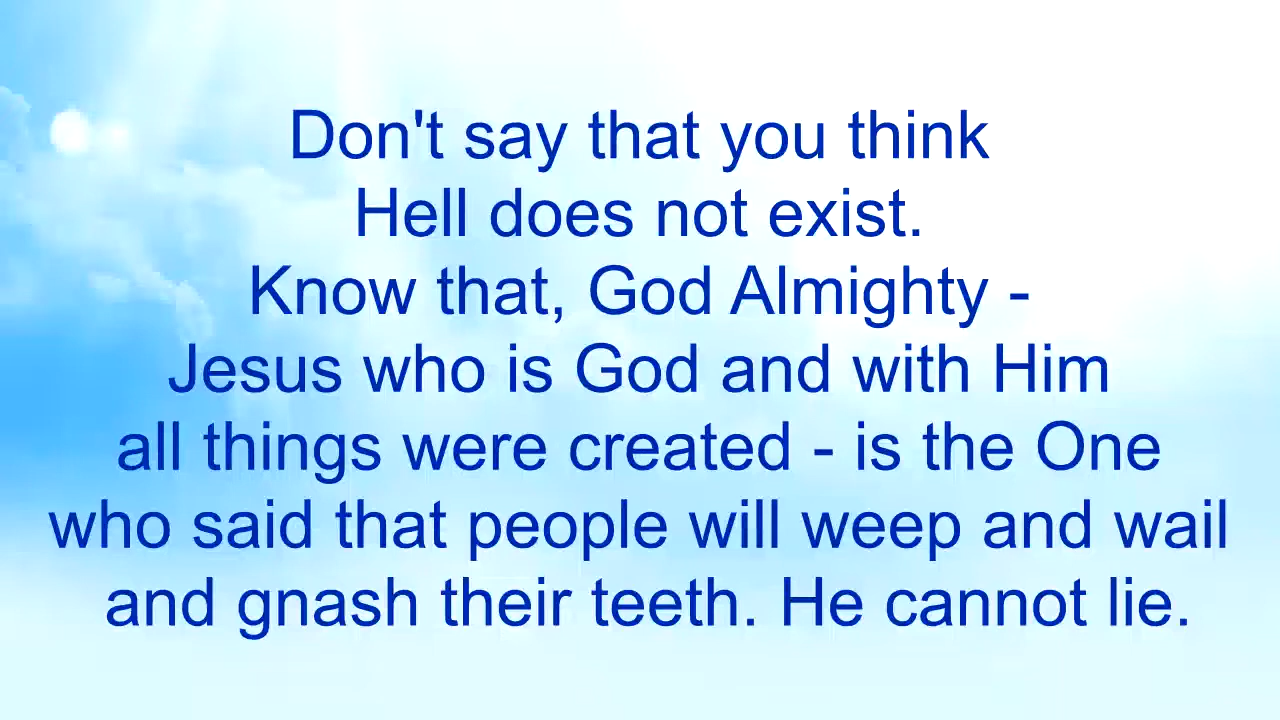 Don't say that you think
Hell does not exist.
Know that, God Almighty -
Jesus who is God and with Him
all things were created - is the One
who said that people will weep and wail
and gnash their teeth. He cannot lie.